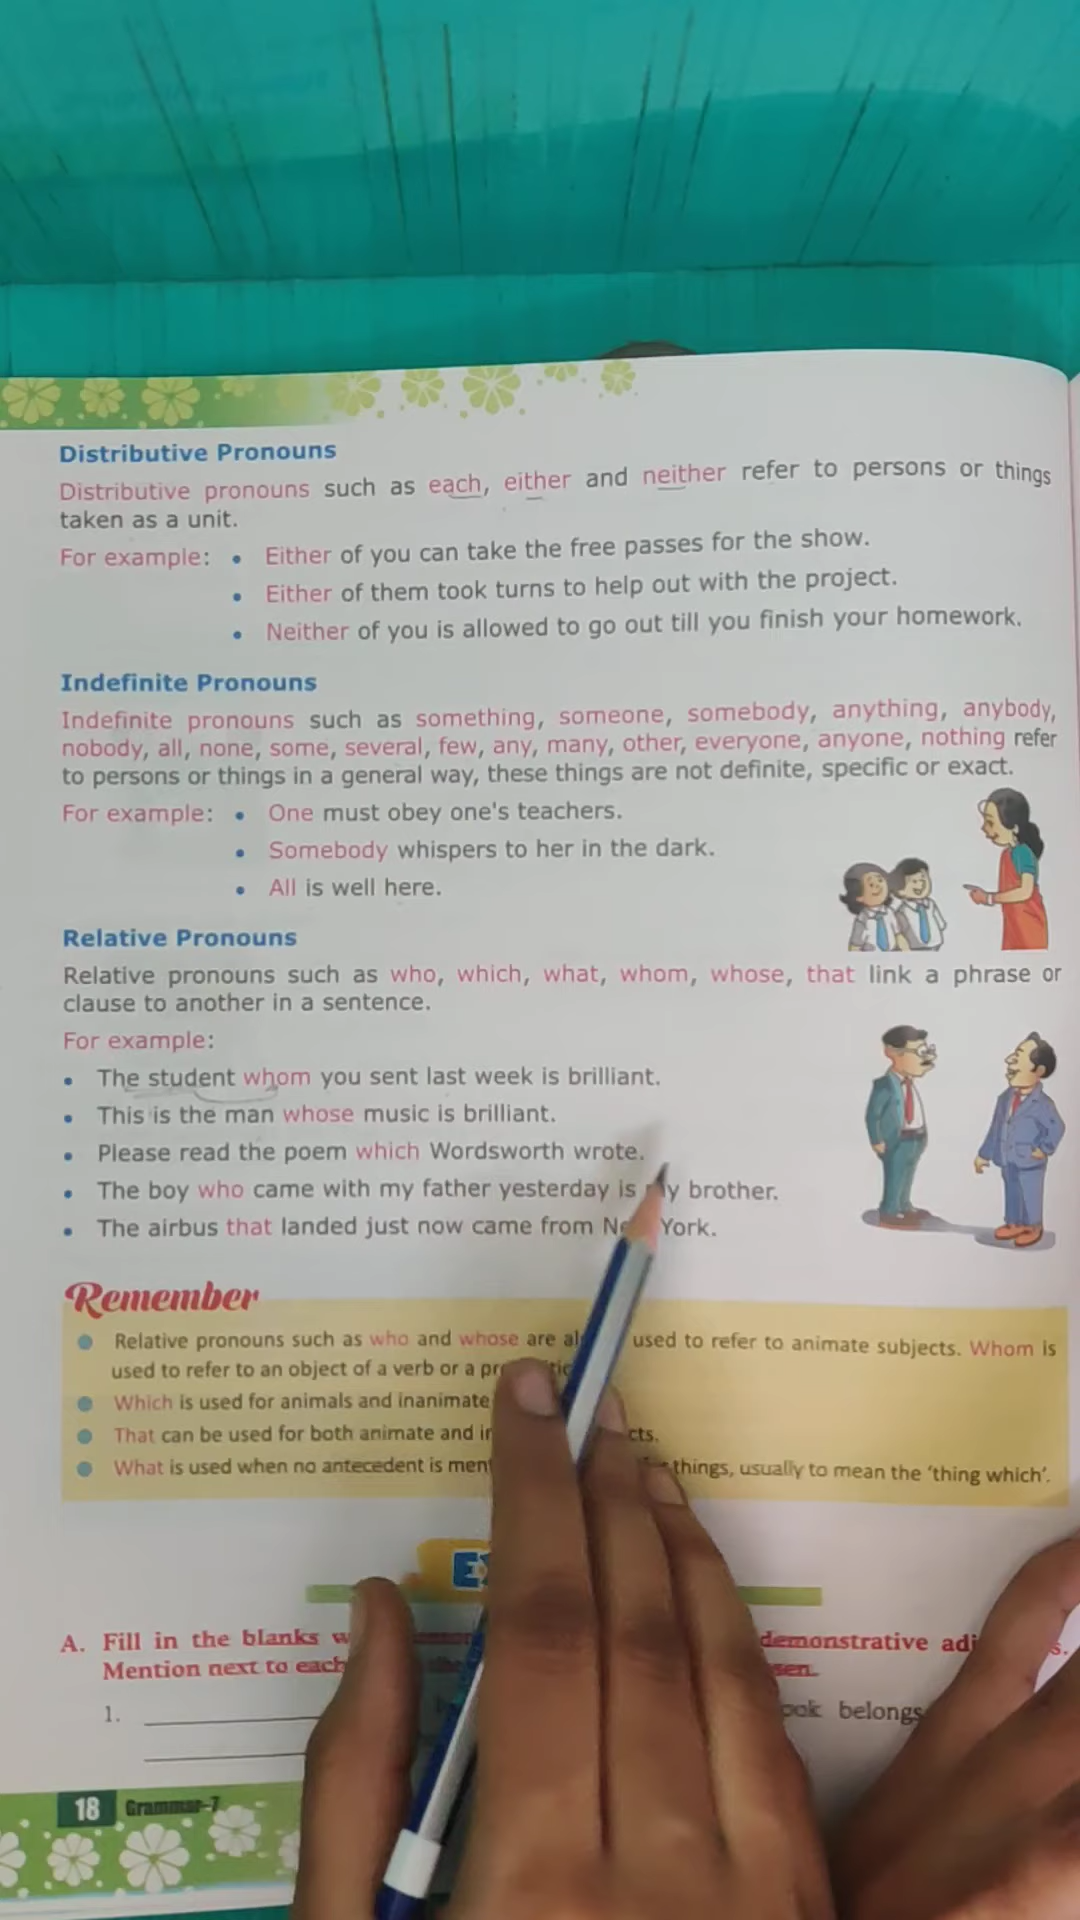 Distributive Pronouns
Distributive pronouns such as each, either and neither refer to persons or things
taken as a unit.
For example: • Either of you can take the free passes for the show.
• Either of them took turns to help out with the project.
• Neither of you is allowed to go out till you finish your homework.
Indefinite Pronouns
Indefinite pronouns such as something, someone, somebody, anything, anybody,
nobody, all, none, some, several, few, any, many, other, everyone, anyone, nothing refer
to persons or things in a general way, these things are not definite, specific or exact.
For example: • One must obey one's teachers.
• Somebody whispers to her in the dark.
• All is well here.
Relative Pronouns
Relative pronouns such as who, which, what, whom, whose, that link a phrase or
clause to another in a sentence.
For example:
• The student whom you sent last week is brilliant.
• This is the man whose music is brilliant.
• Please read the poem which Wordsworth wrote.
• The boy who came with my father yesterday is brother.
• The airbus that landed just now came from York.
Remember
Relative pronouns such as who and whose are used to refer to animate subjects. Whom is
used to refer to an object of a verb or a
Which is used for animals and inanimate
That can be used for both animate and
What is used when no antecedent is things, usually to mean the ‘thing which’.
A. Fill in the blanks demonstrative
Mention next to each
1. belongs
18 Grammar-7